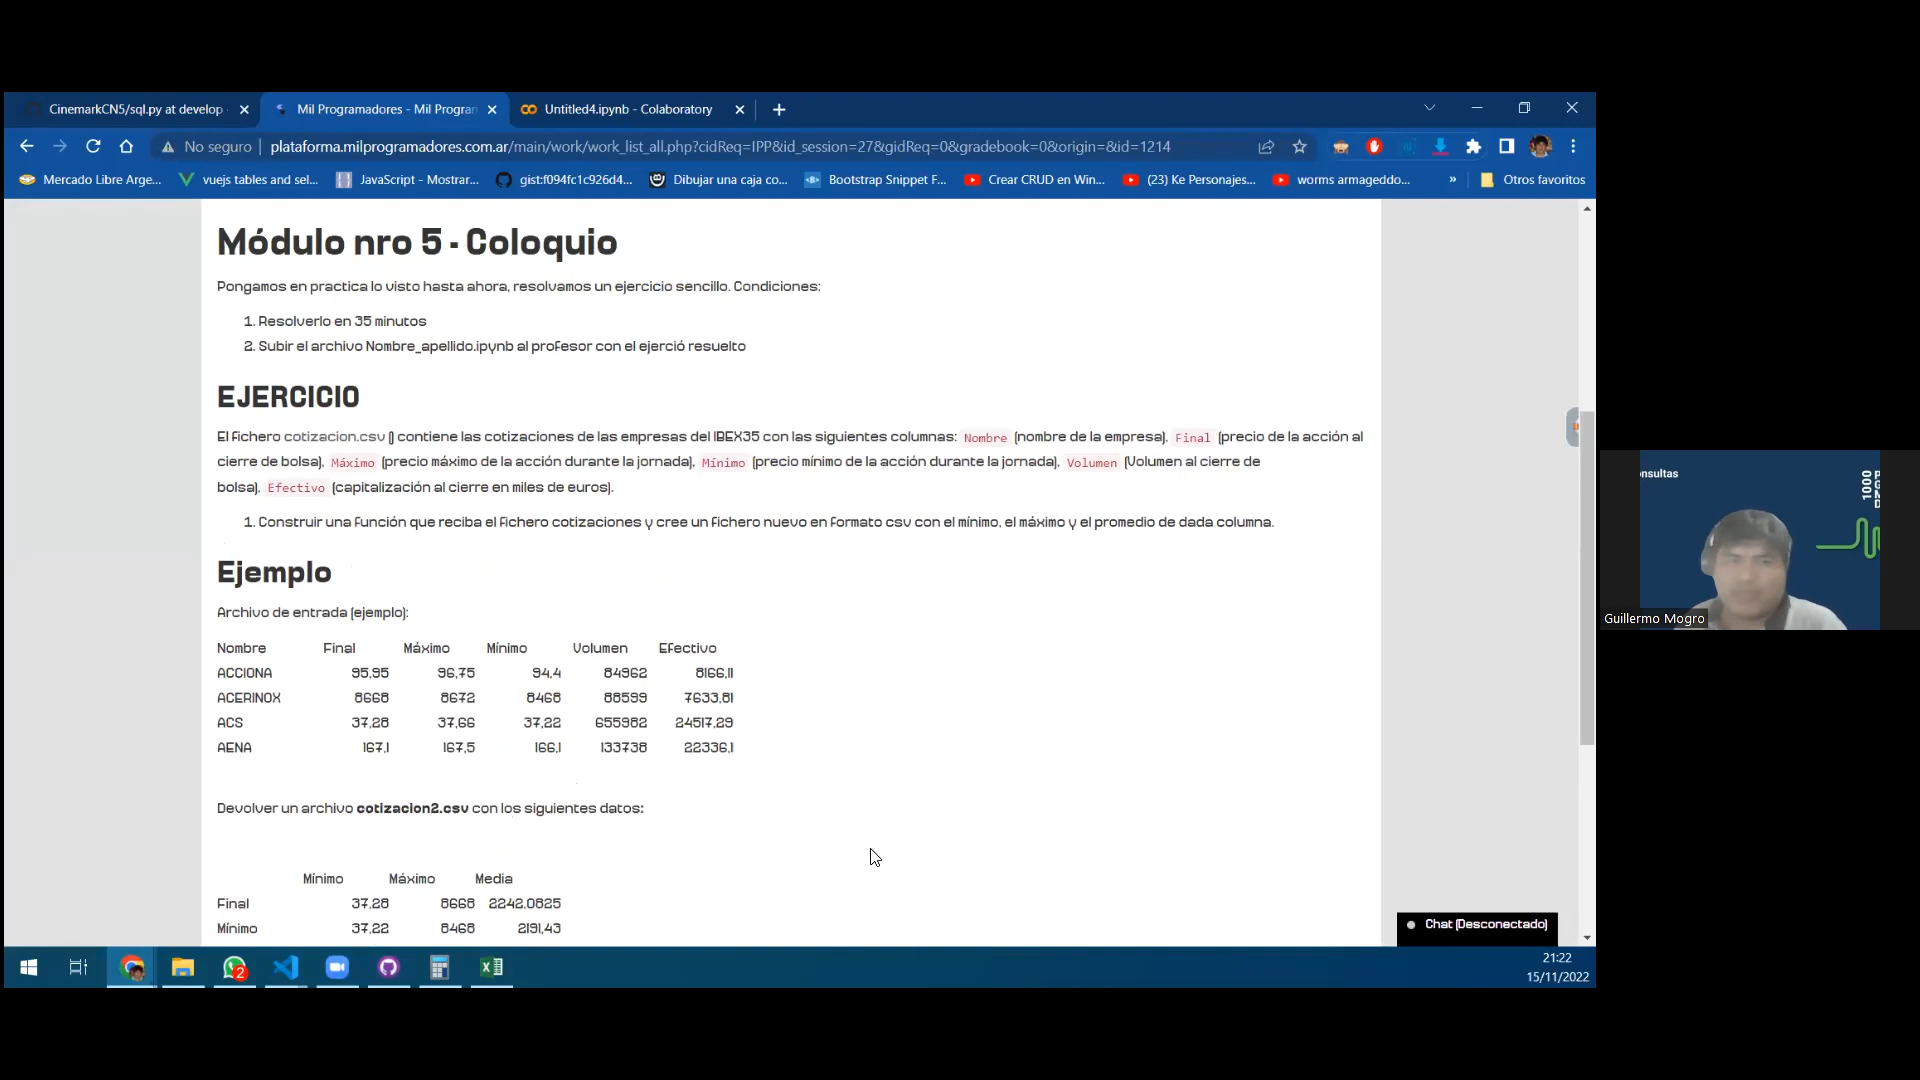 CinemarkCN5/sql.py at develop
Mil Programadores - Mil Program
Untitled4.ipynb - Colaboratory
No seguro
plataforma.milprogramadores.com.ar/main/work/work_list_all.php?cidReq=IPP&id_session=27&gidReq=0&gradebook=0&origin=&id=1214
Mercado Libre Arge...
vuejs tables and sel...
JavaScript - Mostrar...
gist:f094fc1c926d4...
Dibujar una caja co...
Bootstrap Snippet F...
Crear CRUD en Win...
(23) Ke Personajes...
worms armageddo...
»
Otros favoritos
Módulo nro 5 - Coloquio
Pongamos en practica lo visto hasta ahora, resolvamos un ejercicio sencillo. Condiciones:
1. Resolverlo en 35 minutos
2. Subir el archivo Nombre_apellido.ipynb al profesor con el ejerció resuelto
EJERCICIO
El fichero cotizacion.csv () contiene las cotizaciones de las empresas del IBEX35 con las siguientes columnas: Nombre (nombre de la empresa), Final (precio de la acción al
cierre de bolsa), Máximo (precio máximo de la acción durante la jornada), Mínimo (precio mínimo de la acción durante la jornada), Volumen (Volumen al cierre de
bolsa), Efectivo (capitalización al cierre en miles de euros).
1. Construir una función que reciba el fichero cotizaciones y cree un fichero nuevo en formato csv con el mínimo, el máximo y el promedio de dada columna.
Ejemplo
Archivo de entrada (ejemplo):
Nombre Final Máximo Mínimo Volumen Efectivo
ACCIONA 95,95 96,75 94,4 84962 8166,11
ACERINOX 8668 8672 8468 88599 7633,81
ACS 37,28 37,66 37,22 655982 24517,29
AENA 167,1 167,5 166,1 133738 22336,1
Devolver un archivo cotizacion2.csv con los siguientes datos:
Mínimo Máximo Media
Final 37,28 8668 2242,0825
Mínimo 37,22 8468 2191,43
Chat (Desconectado)
2
21:22
15/11/2022
onsultas
1000
Guillermo Mogro